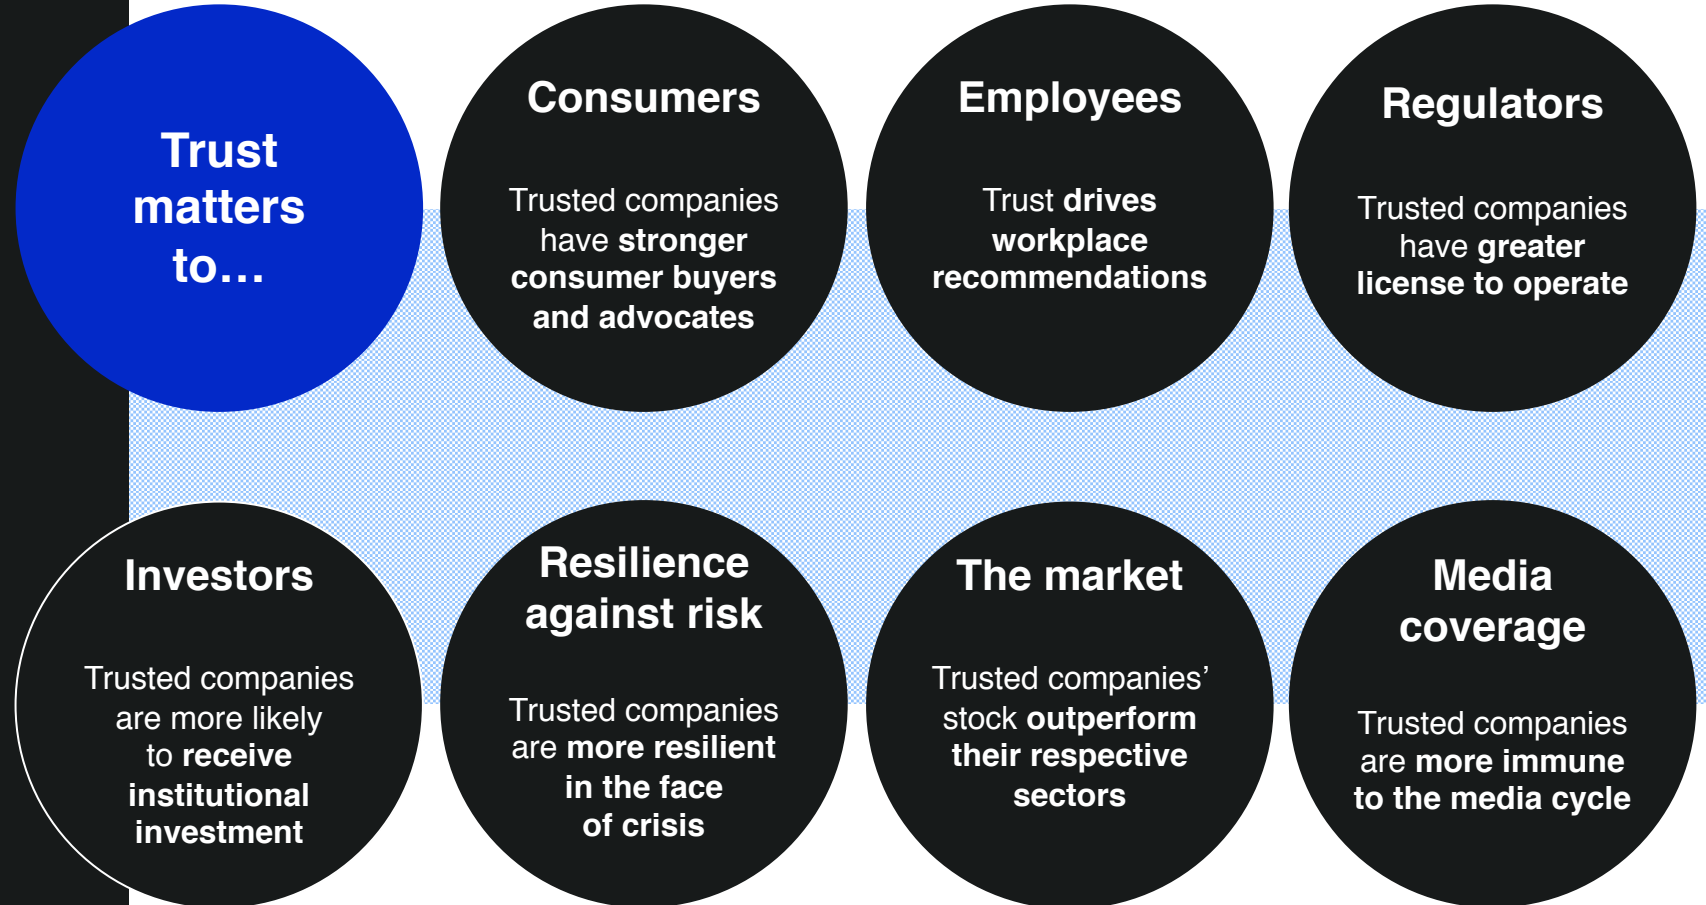 Trust
matters
to…
Consumers
Trusted companies
have stronger
consumer buyers
and advocates
Employees
Trust drives
workplace
recommendations
Regulators
Trusted companies
have greater
license to operate
Investors
Trusted companies
are more likely
to receive
institutional
investment
Resilience
against risk
Trusted companies
are more resilient
in the face
of crisis
The market
Trusted companies’
stock outperform
their respective
sectors
Media
coverage
Trusted companies
are more immune
to the media cycle